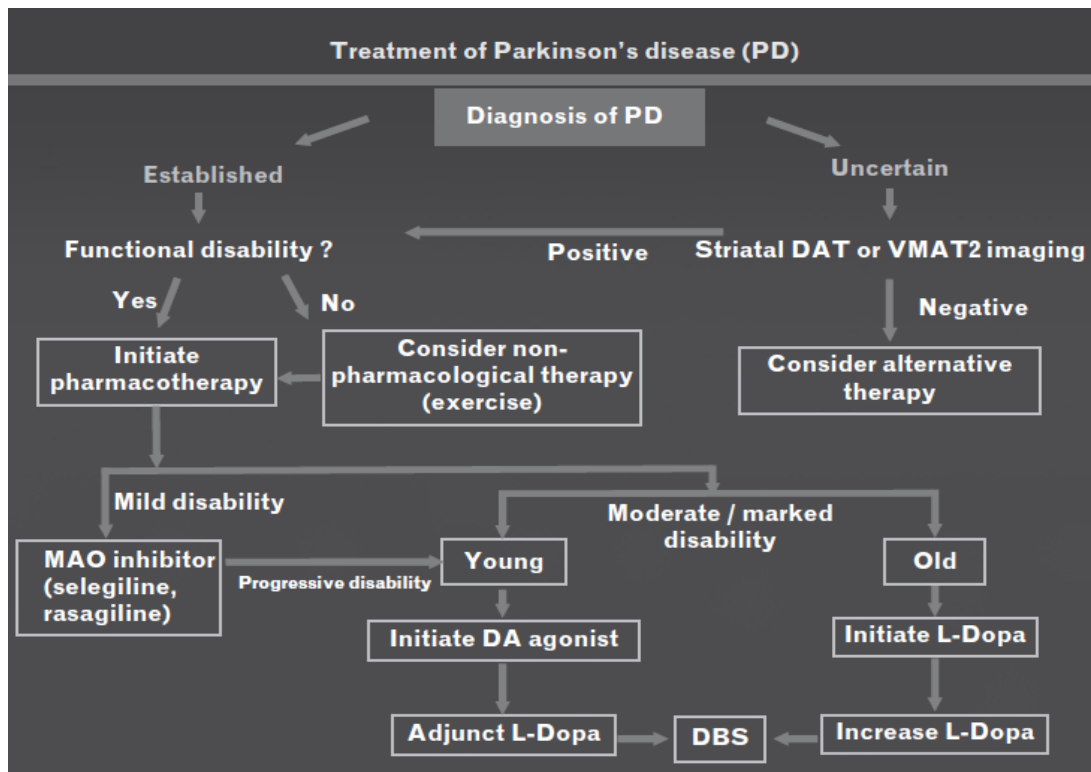 Treatment of Parkinson's disease (PD)
Diagnosis of PD
Established
Uncertain
Functional disability ?
Positive
Striatal DAT or VMAT2 imaging
Yes
No
Negative
Initiate
pharmacotherapy
Consider non-
pharmacological therapy
(exercise)
Consider alternative
therapy
Mild disability
Moderate / marked
disability
MAO inhibitor
(selegiline,
rasagiline)
Progressive disability
Young
Old
Initiate DA agonist
Initiate L-Dopa
Adjunct L-Dopa
DBS
Increase L-Dopa